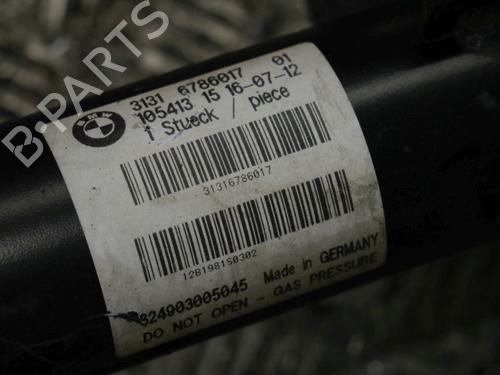 B-PARTS
BMW
3131 6786017 01
105413 15 16-07-12
1 Stueck / piece
31316786017
12B1981S0302
824903005045 Made in GERMANY
DO NOT OPEN - GAS PRESSURE